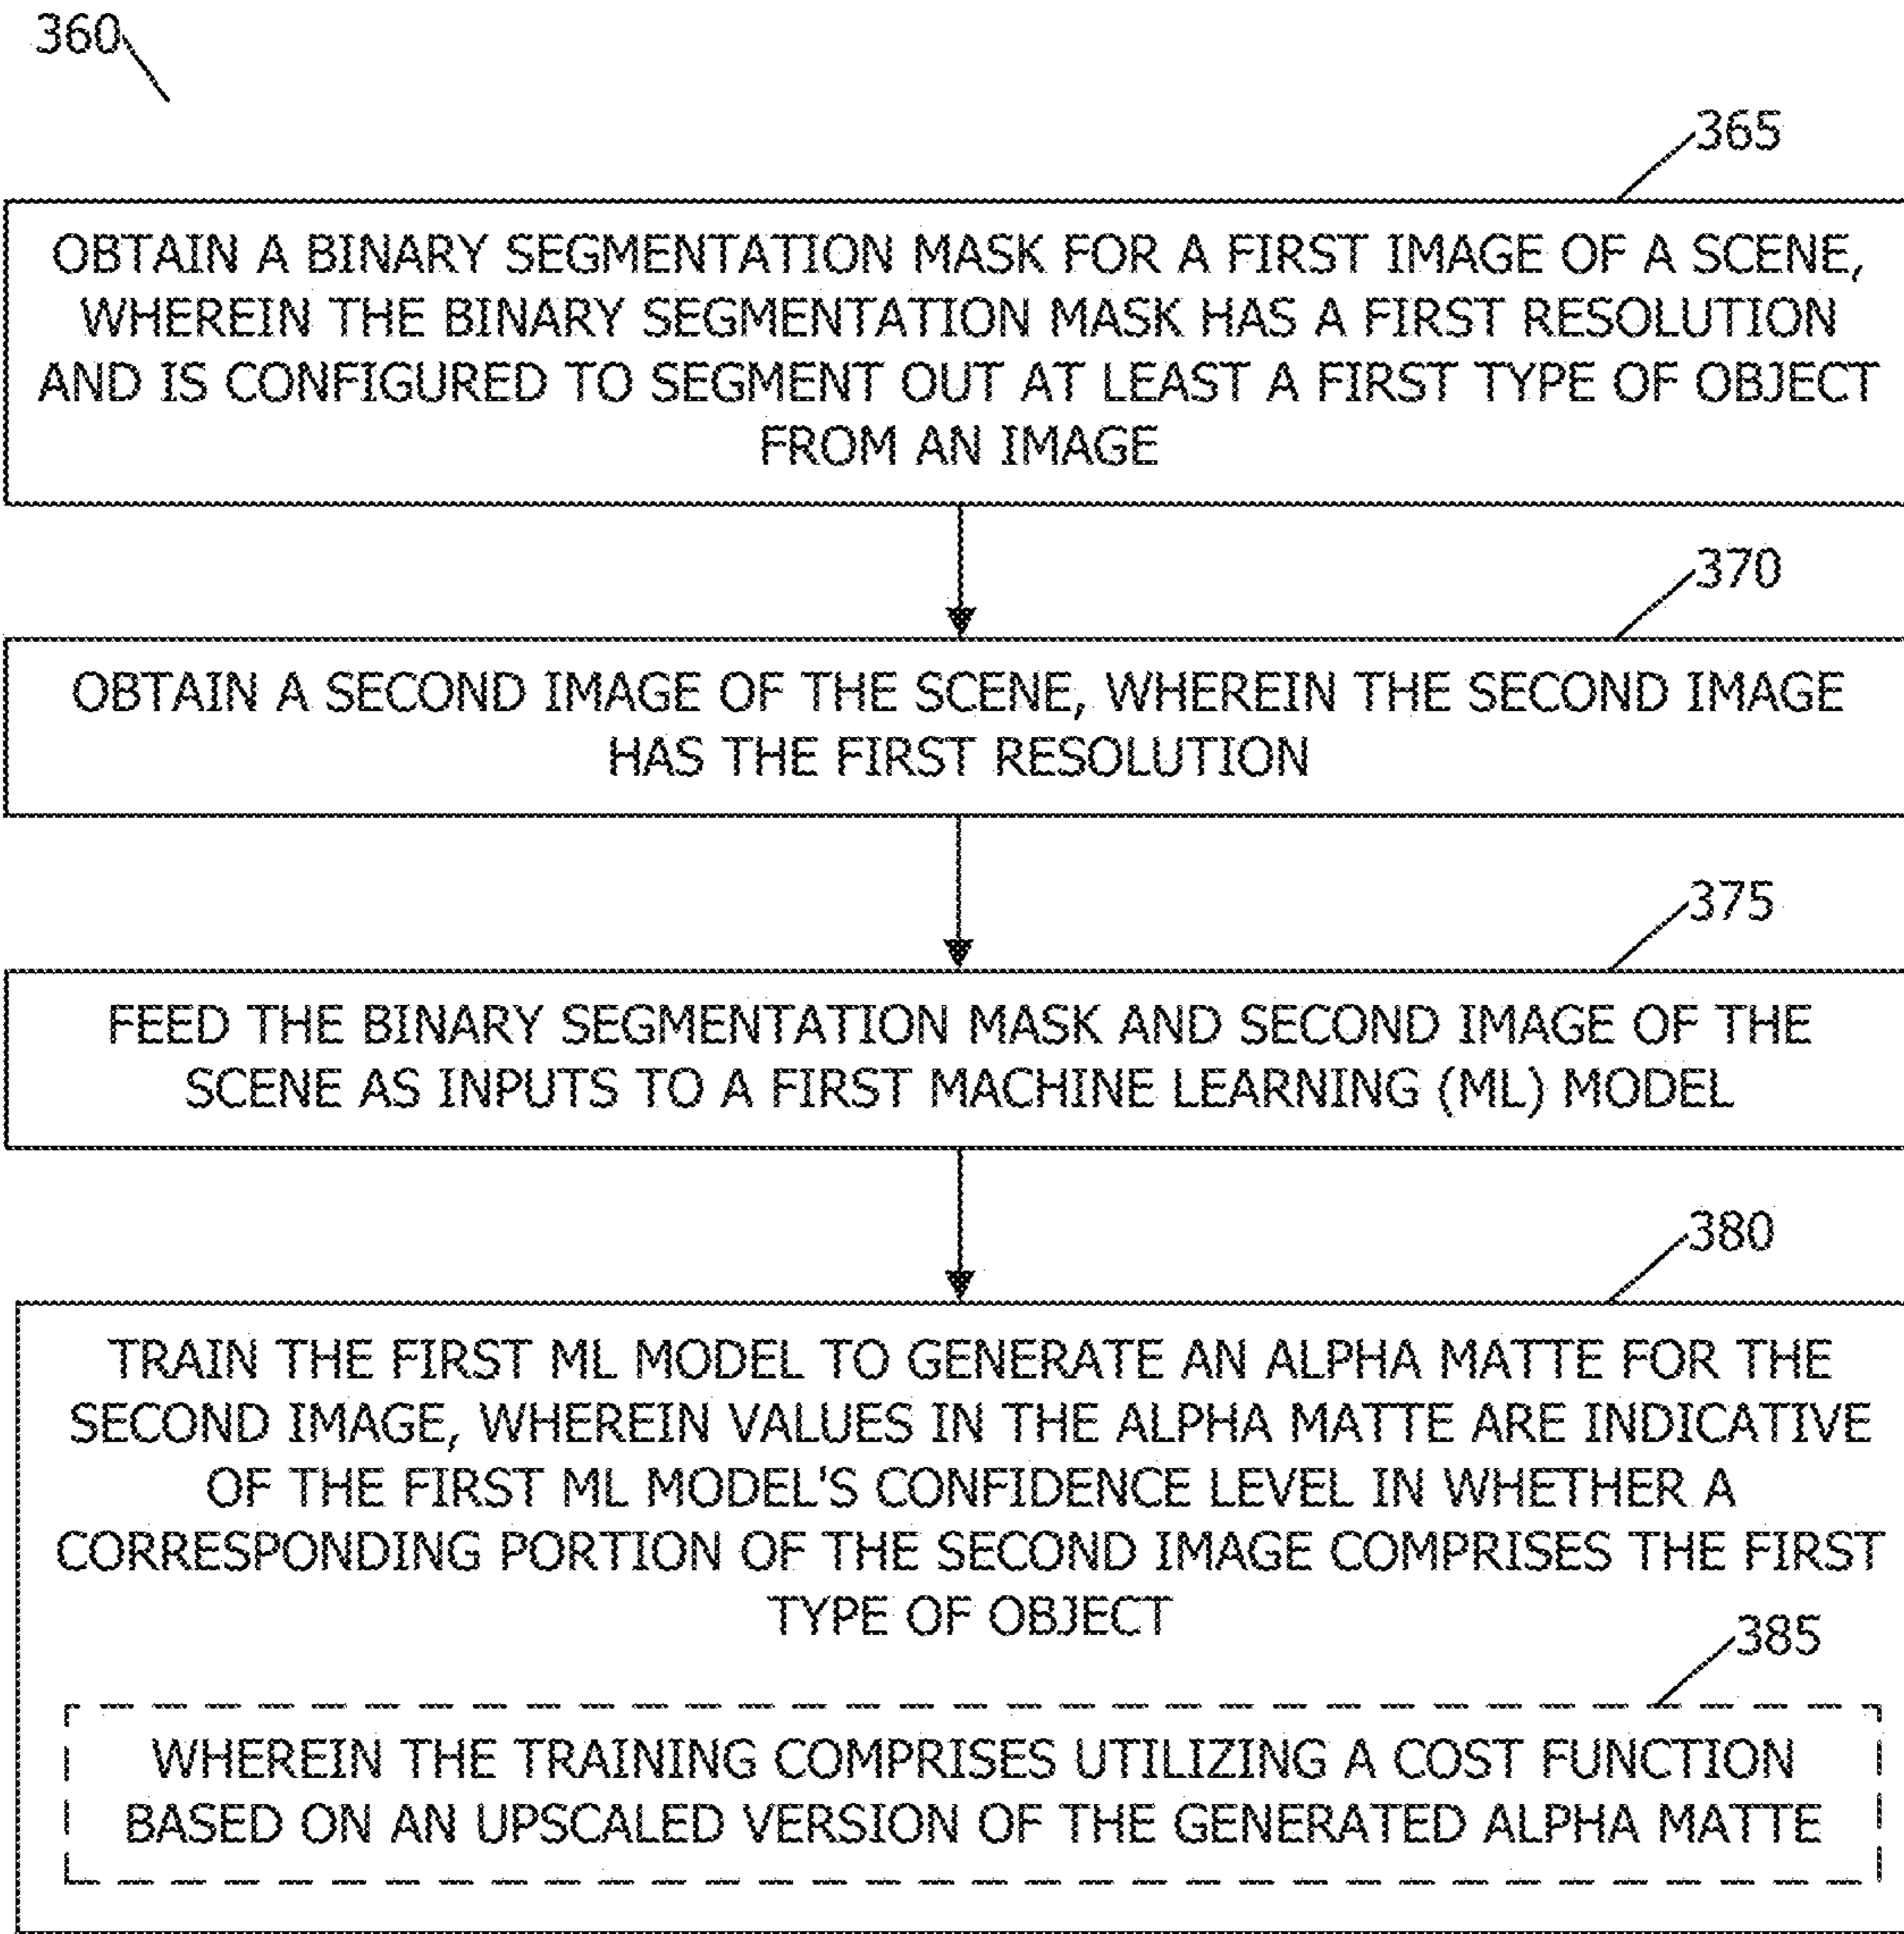 360
365
OBTAIN A BINARY SEGMENTATION MASK FOR A FIRST IMAGE OF A SCENE,
WHEREIN THE BINARY SEGMENTATION MASK HAS A FIRST RESOLUTION
AND IS CONFIGURED TO SEGMENT OUT AT LEAST A FIRST TYPE OF OBJECT
FROM AN IMAGE
370
OBTAIN A SECOND IMAGE OF THE SCENE, WHEREIN THE SECOND IMAGE
HAS THE FIRST RESOLUTION
375
FEED THE BINARY SEGMENTATION MASK AND SECOND IMAGE OF THE
SCENE AS INPUTS TO A FIRST MACHINE LEARNING (ML) MODEL
380
TRAIN THE FIRST ML MODEL TO GENERATE AN ALPHA MATTE FOR THE
SECOND IMAGE, WHEREIN VALUES IN THE ALPHA MATTE ARE INDICATIVE
OF THE FIRST ML MODEL'S CONFIDENCE LEVEL IN WHETHER A
CORRESPONDING PORTION OF THE SECOND IMAGE COMPRISES THE FIRST
TYPE OF OBJECT
385
WHEREIN THE TRAINING COMPRISES UTILIZING A COST FUNCTION
BASED ON AN UPSCALED VERSION OF THE GENERATED ALPHA MATTE